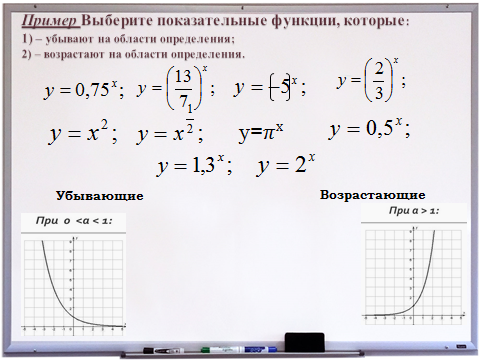 Пример Выберите показательные функции, которые:
1) – убывают на области определения;
2) – возрастают на области определения.
y = 0,75^x; y = (13/7)^x; y = (-5)^x; y = (2/3)^x;
y = x^2; y = x^(1/2); y=π^x y = 0,5^x;
y = 1,3^x; y = 2^x
Убывающие Возрастающие
При 0 <a < 1: При a > 1: